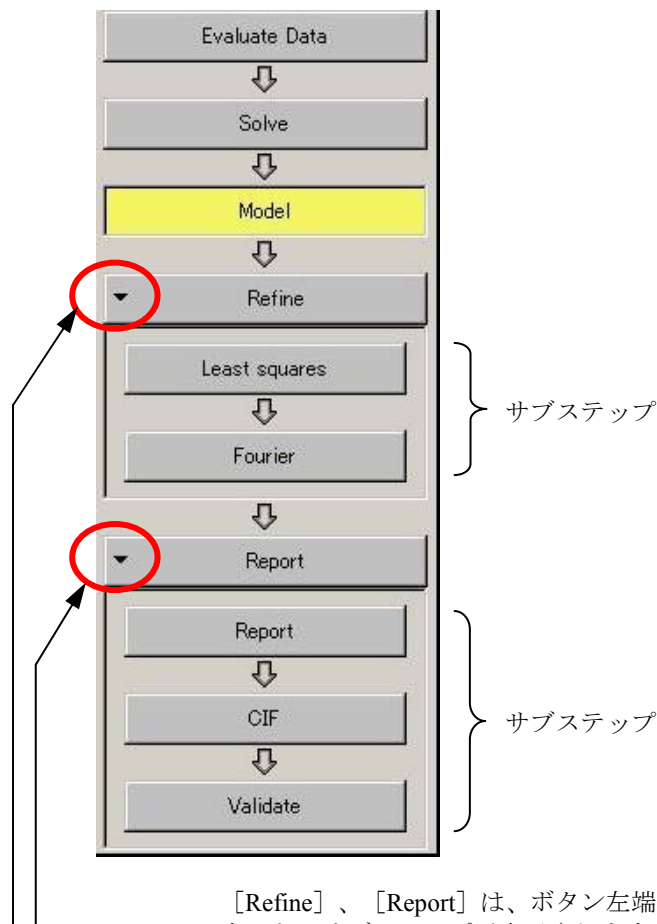 Evaluate Data
Solve
Model
Refine
Least squares
Fourier
サブステップ
Report
Report
CIF
Validate
サブステップ
［Refine］、［Report］は、ボタン左端